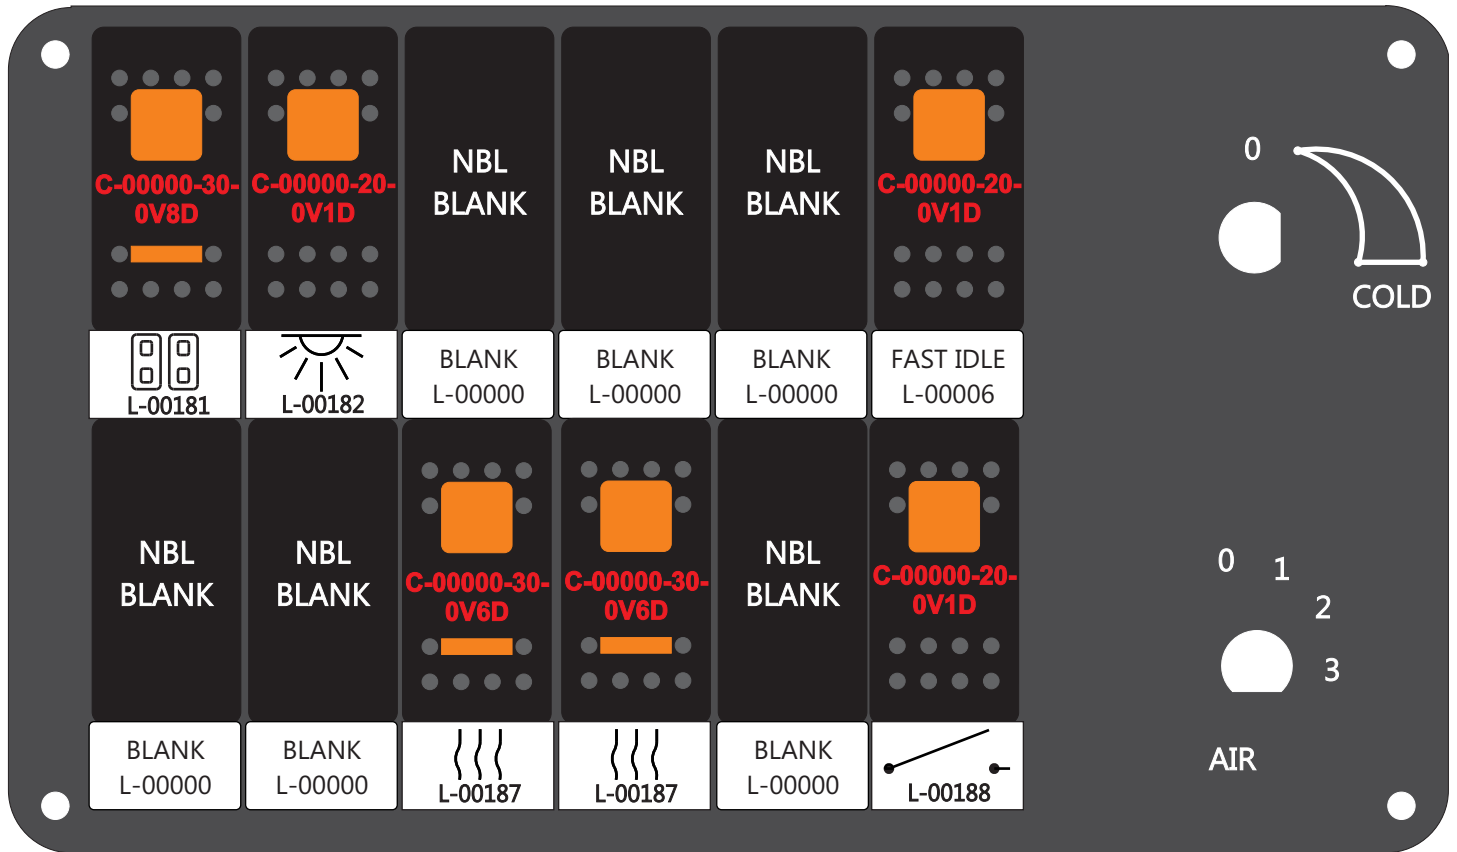 C-00000-30-
0V8D
C-00000-20-
0V1D
NBL
BLANK
NBL
BLANK
NBL
BLANK
C-00000-20-
0V1D
0
COLD
L-00181
L-00182
BLANK
L-00000
BLANK
L-00000
BLANK
L-00000
FAST IDLE
L-00006
NBL
BLANK
NBL
BLANK
C-00000-30-
0V6D
C-00000-30-
0V6D
NBL
BLANK
C-00000-20-
0V1D
0
1
2
3
AIR
BLANK
L-00000
BLANK
L-00000
L-00187
L-00187
BLANK
L-00000
L-00188